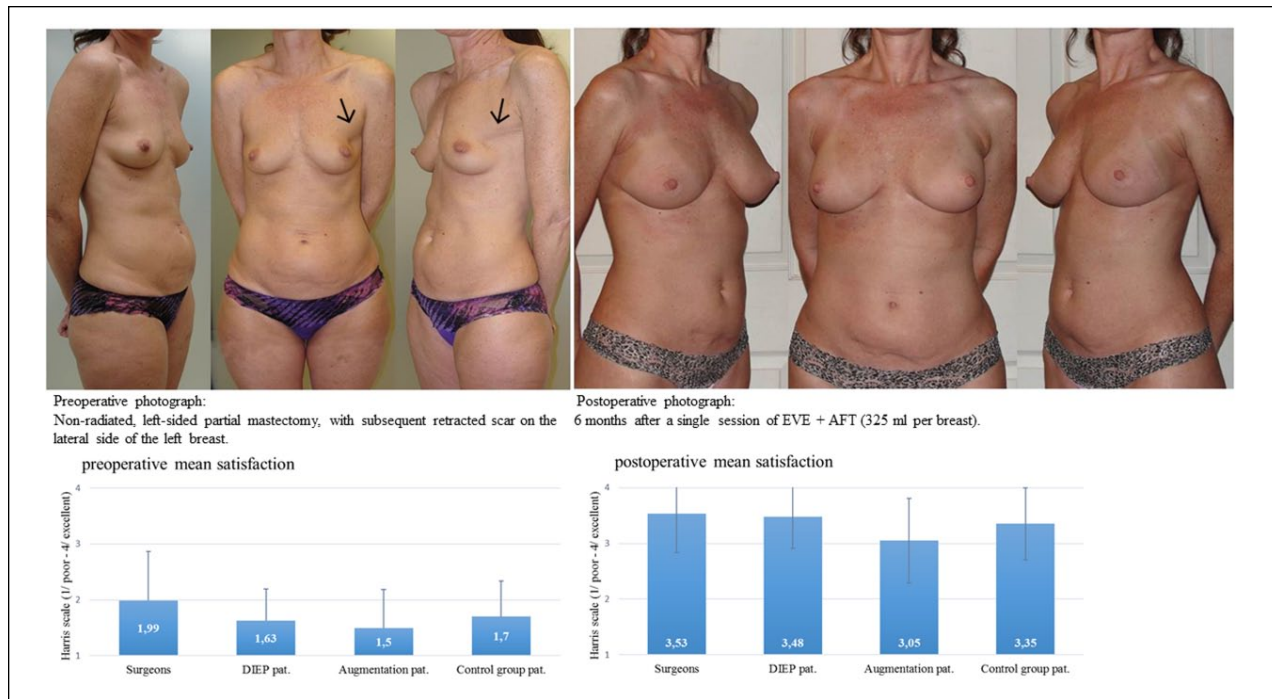 Preoperative photograph:
Non-radiated, left-sided partial mastectomy, with subsequent retracted scar on the
lateral side of the left breast.
Postoperative photograph:
6 months after a single session of EVE + AFT (325 ml per breast).
preoperative mean satisfaction
Harris scale (1/ poor - 4/ excellent)
4
3
2
1
1,99
1,63
1,5
1,7
Surgeons
DIEP pat.
Augmentation pat.
Control group pat.
postoperative mean satisfaction
Harris scale (1/ poor - 4/ excellent)
4
3
2
1
3,53
3,48
3,05
3,35
Surgeons
DIEP pat.
Augmentation pat.
Control group pat.